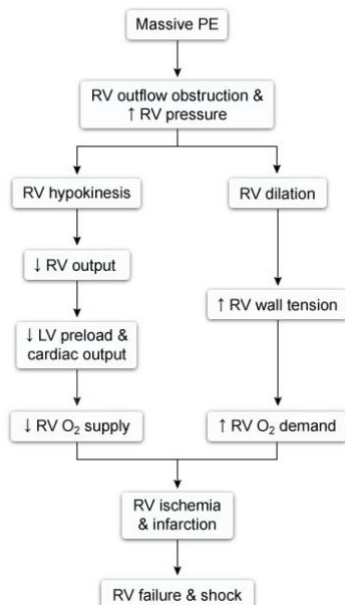 Massive PE
RV outflow obstruction &
↑ RV pressure
RV hypokinesis
RV dilation
↓ RV output
↑ RV wall tension
↓ LV preload &
cardiac output
↓ RV O₂ supply
↑ RV O₂ demand
RV ischemia
& infarction
RV failure & shock